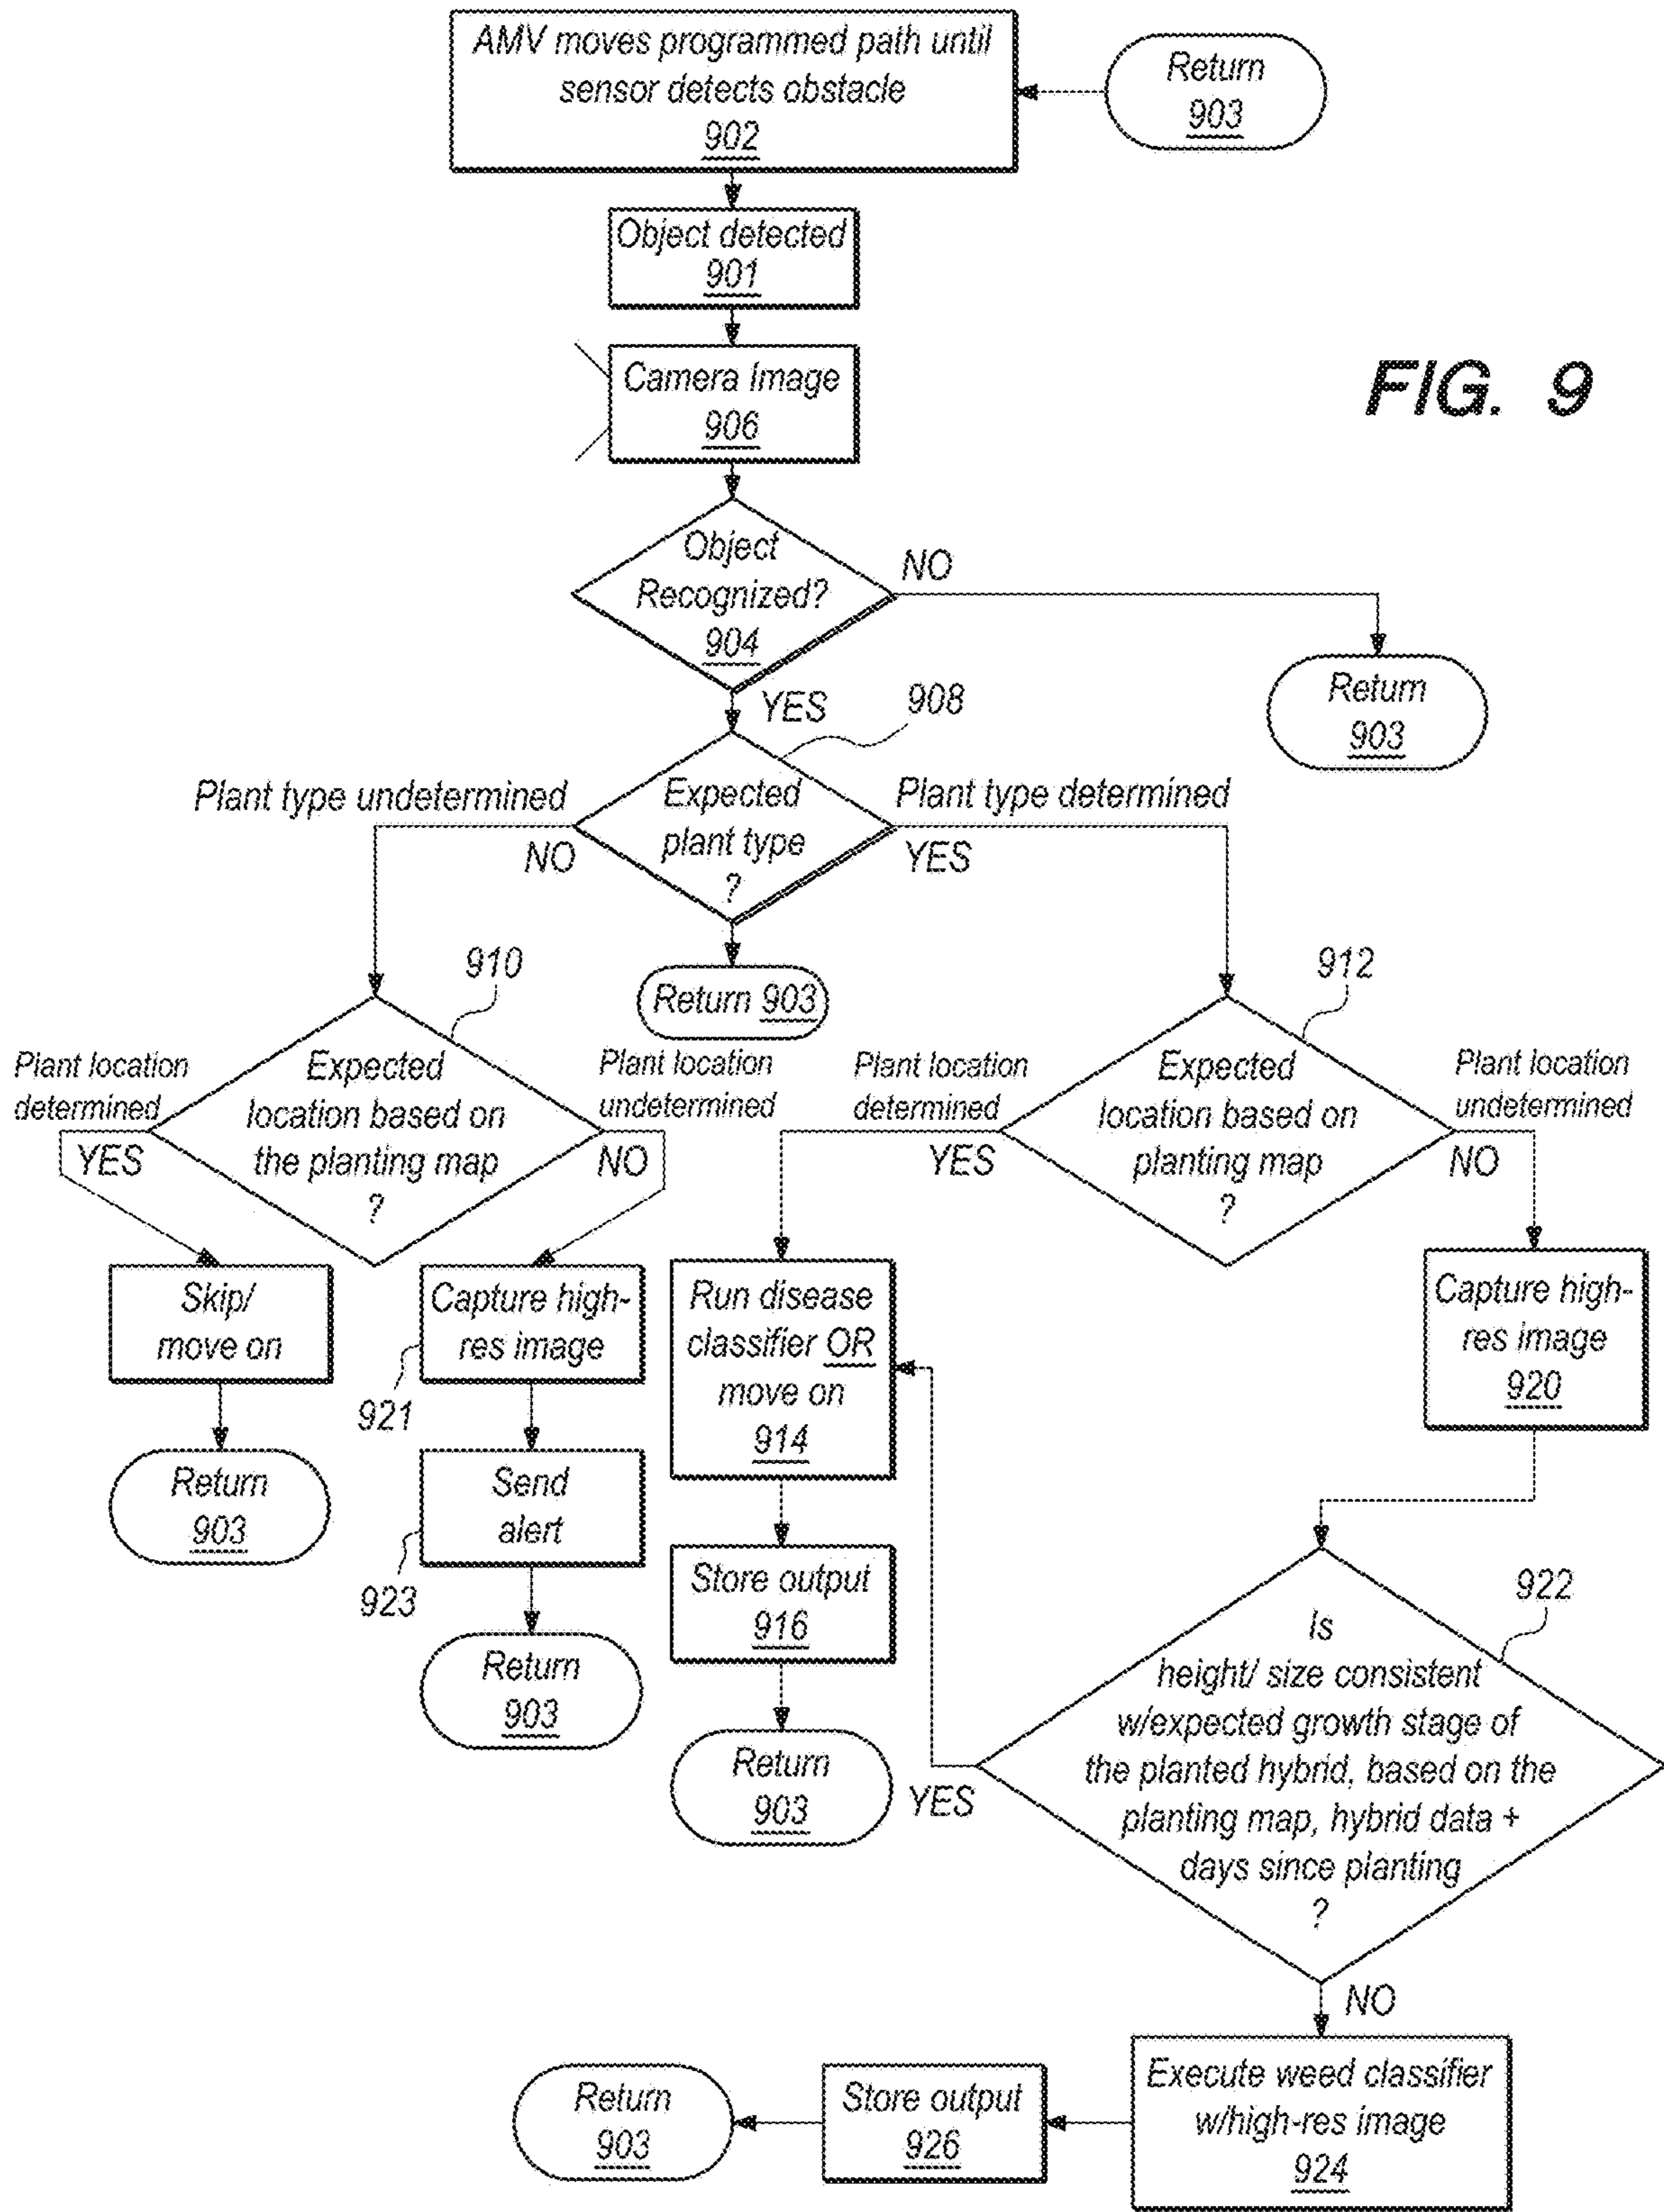 AMV moves programmed path until
sensor detects obstacle
902
Return
903
Object detected
901
Camera Image
906
FIG. 9
Object
Recognized?
904
NO
Return
903
YES
908
Plant type undetermined
NO
Expected
plant type
?
Plant type determined
YES
Return 903
910
Plant location
determined
YES
Expected
location based on
the planting map
?
Plant location
undetermined
NO
912
Plant location
determined
YES
Expected
location based on
planting map
?
Plant location
undetermined
NO
Skip/
move on
Return
903
Capture high-
res image
921
Send
alert
923
Return
903
Run disease
classifier OR
move on
914
Store output
916
Return
903
Capture high-
res image
920
922
Is
height/ size consistent
w/expected growth stage of
the planted hybrid, based on the
planting map, hybrid data +
days since planting
?
YES
NO
Execute weed classifier
w/high-res image
924
Store output
926
Return
903